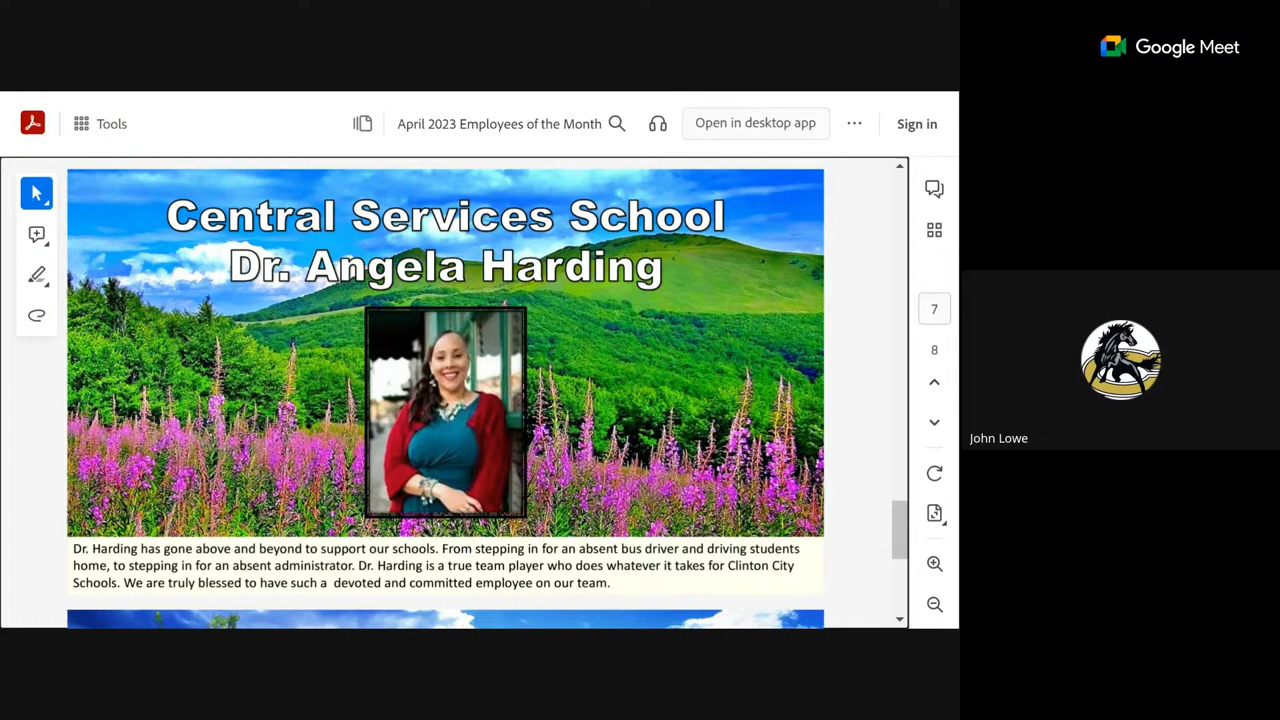 Google Meet
Tools
April 2023 Employees of the Month
Open in desktop app
Sign in
Central Services School
Dr. Angela Harding
7
8
Dr. Harding has gone above and beyond to support our schools. From stepping in for an absent bus driver and driving students
home, to stepping in for an absent administrator. Dr. Harding is a true team player who does whatever it takes for Clinton City
Schools. We are truly blessed to have such a devoted and committed employee on our team.
John Lowe